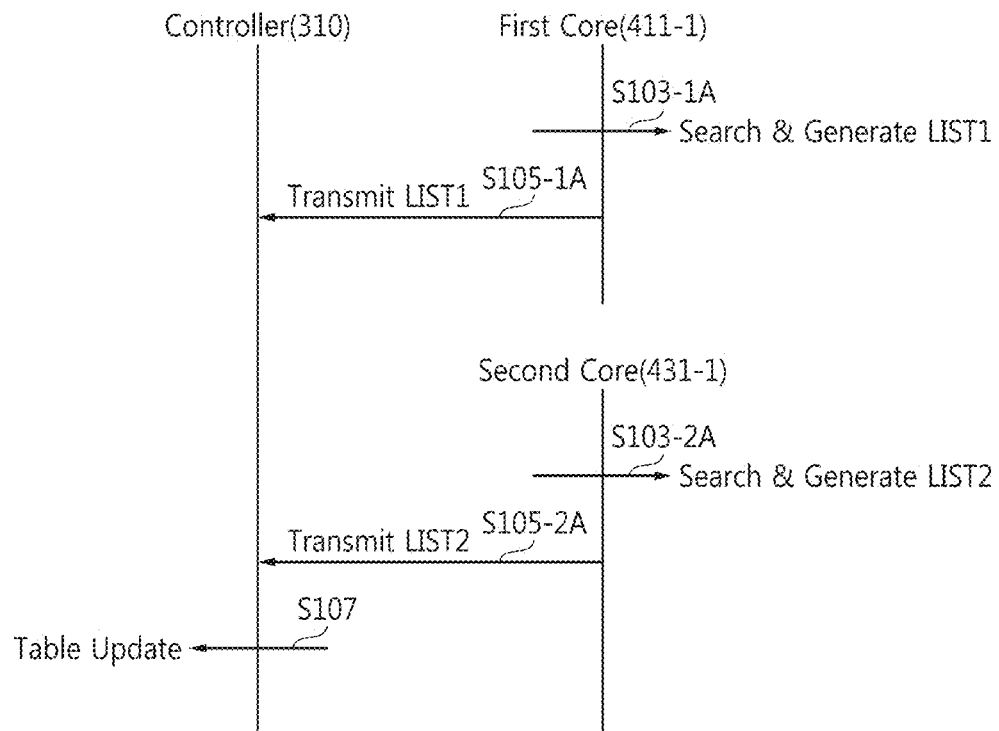 Controller(310) First Core(411-1)
S103-1A
Search & Generate LIST1
S105-1A
Transmit LIST1
Second Core(431-1)
S103-2A
Search & Generate LIST2
S105-2A
Transmit LIST2
S107
Table Update